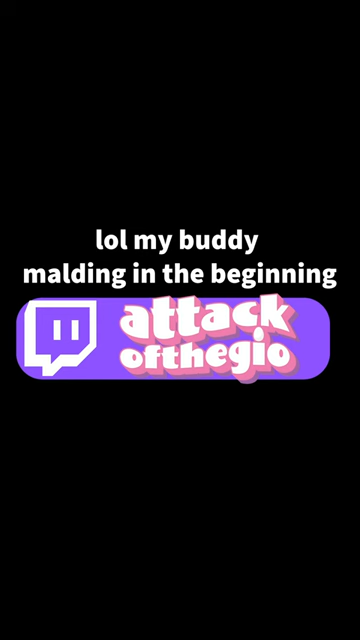 lol my buddy
malding in the beginning
attack
ofthegio